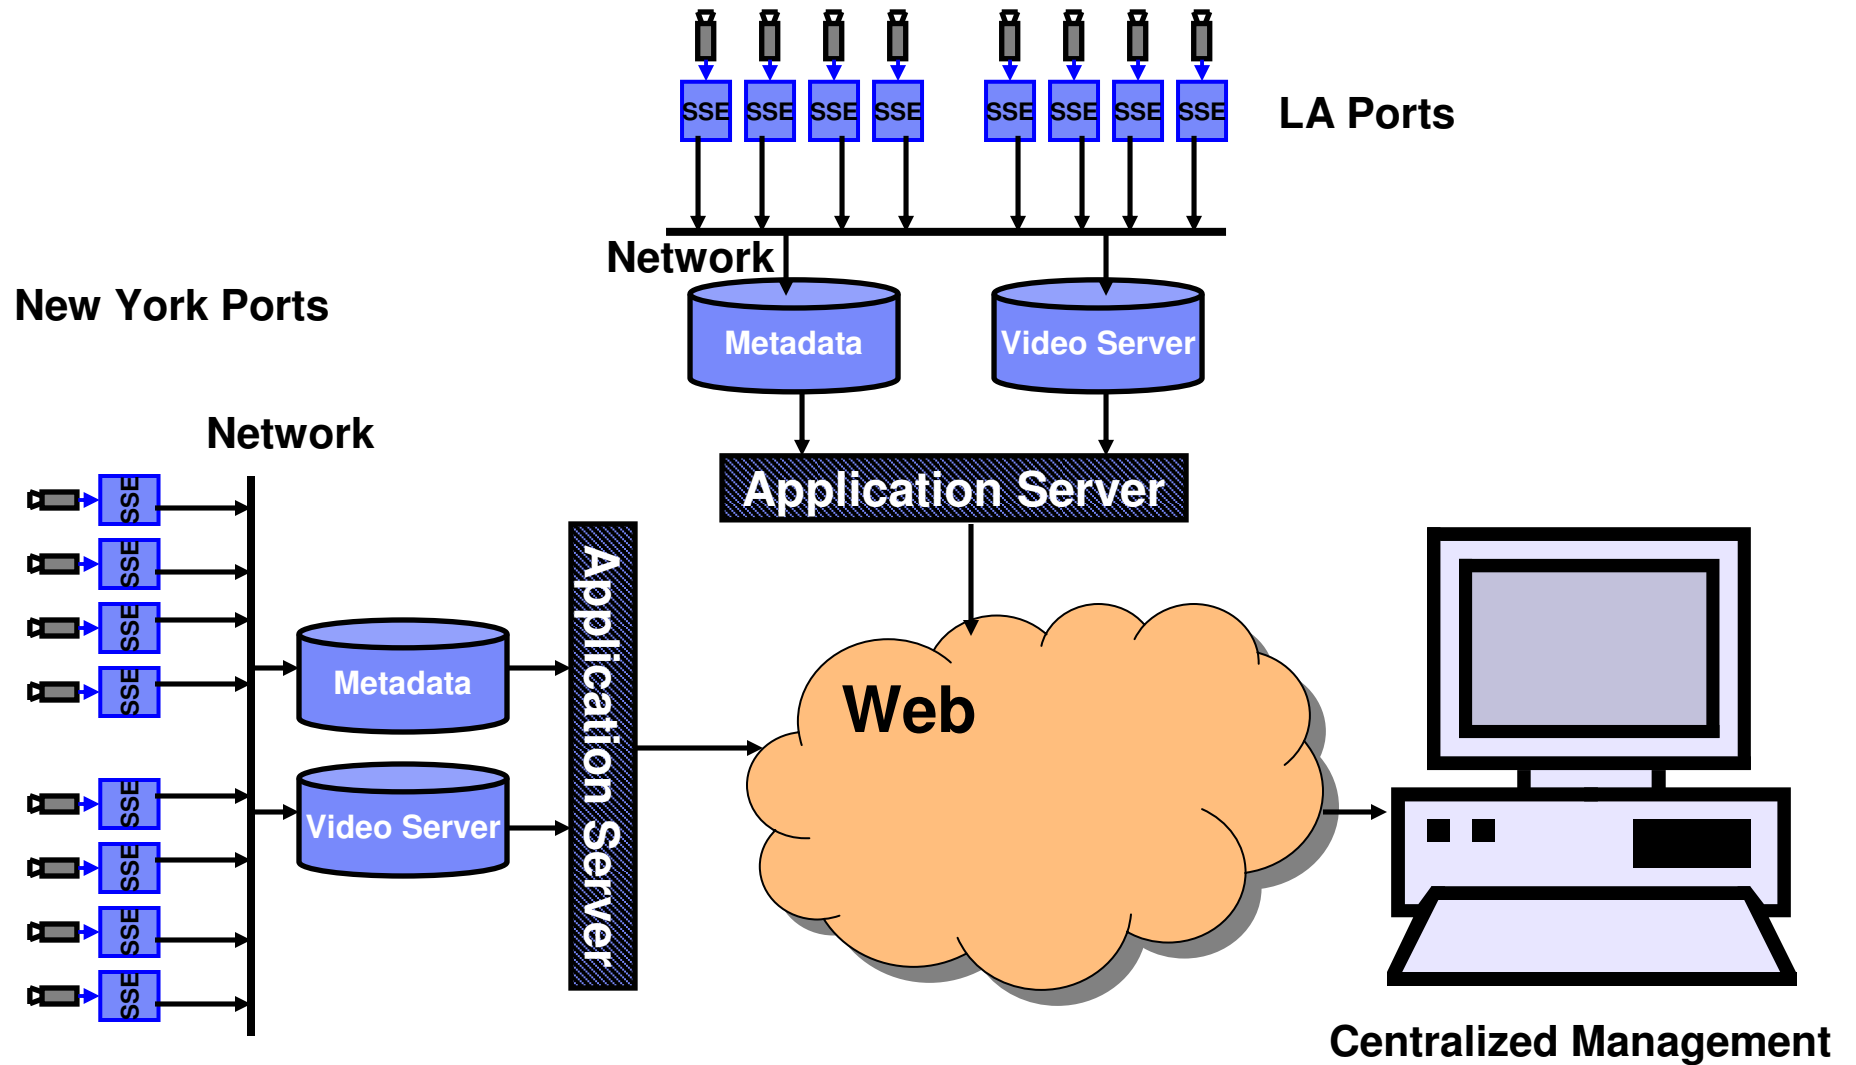 SSE
SSE
SSE
SSE
SSE
SSE
SSE
SSE
LA Ports
Network
New York Ports
Metadata
Video Server
Network
Application Server
SSE
SSE
SSE
SSE
SSE
SSE
SSE
SSE
Metadata
Video Server
Application Server
Web
Centralized Management